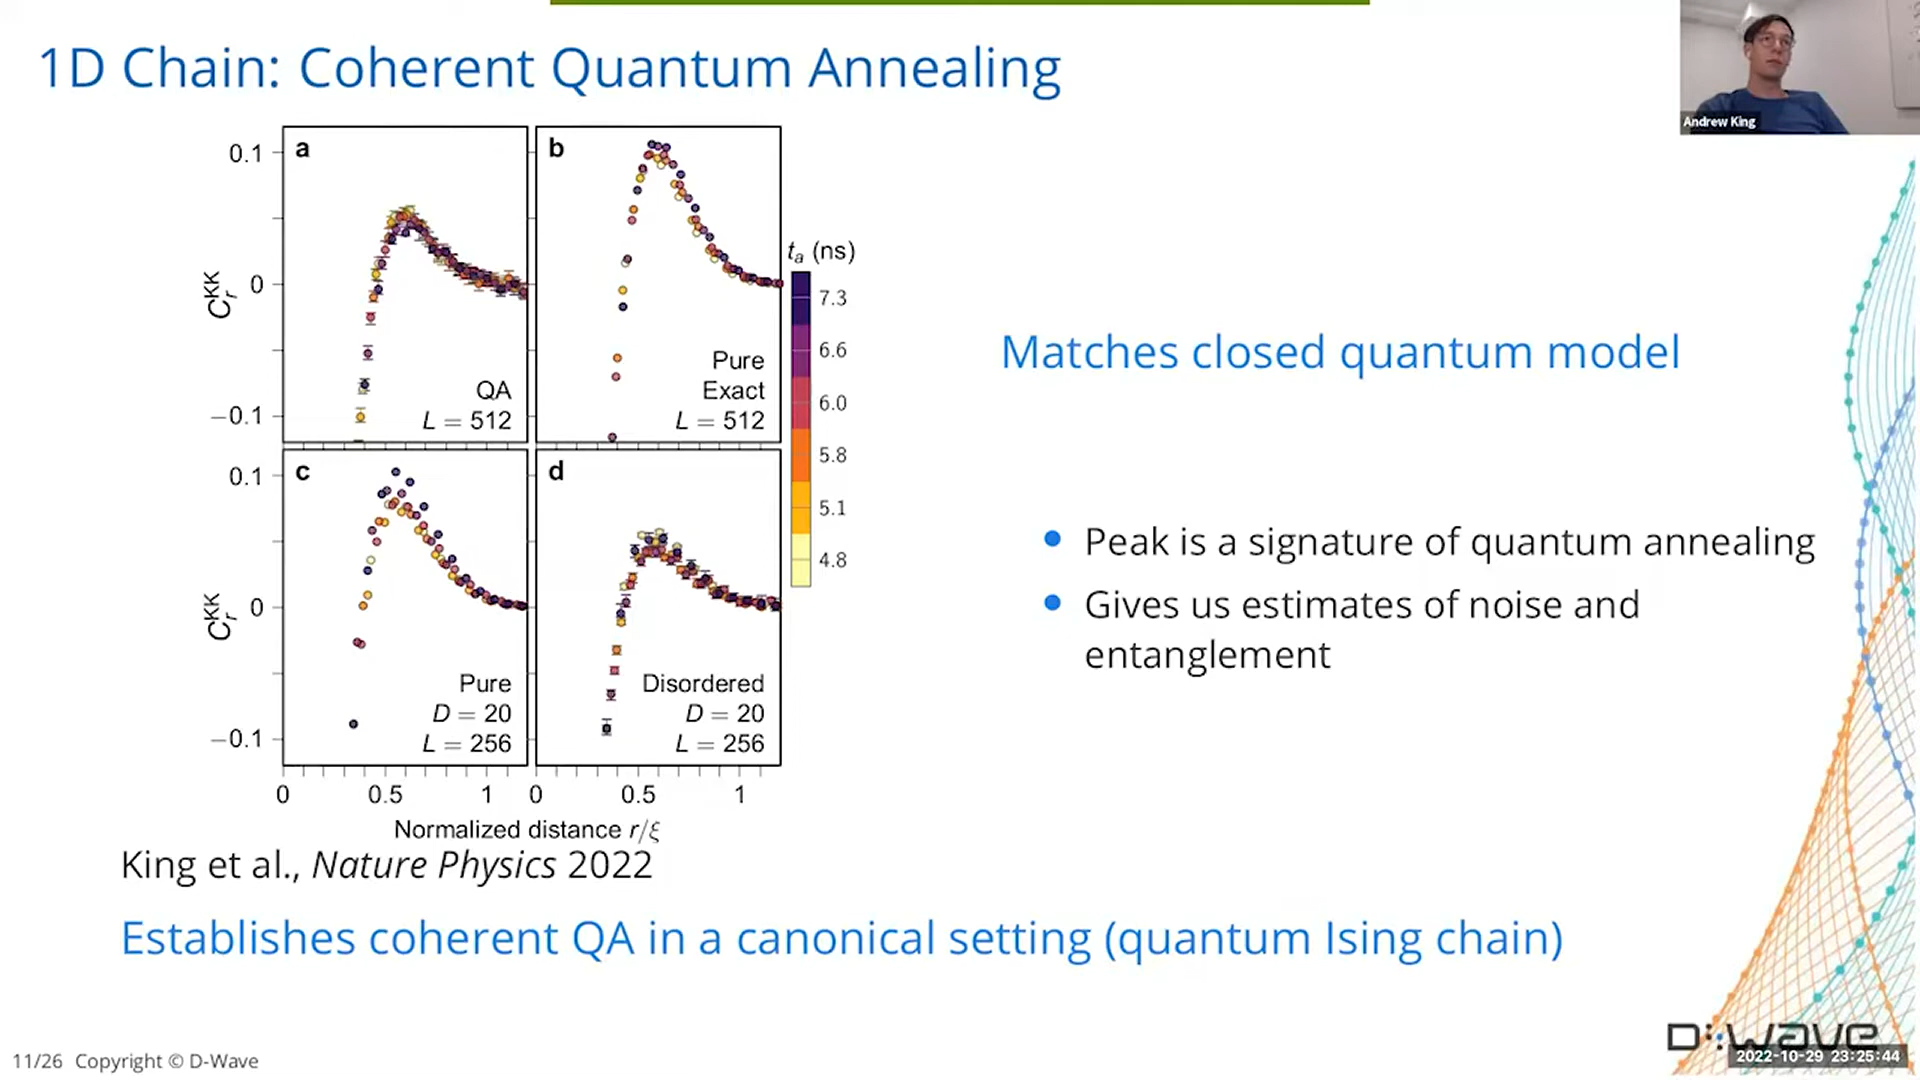 1D Chain: Coherent Quantum Annealing
Andrew King
a
b
0.1
0
−0.1
C_r^KK
QA
L = 512
Pure
Exact
L = 512
t_a (ns)
7.3
6.6
6.0
5.8
5.1
4.8
c
d
0.1
0
−0.1
C_r^KK
Pure
D = 20
L = 256
Disordered
D = 20
L = 256
0 0.5 1 0 0.5 1
Normalized distance r/ξ
King et al., Nature Physics 2022
Matches closed quantum model
• Peak is a signature of quantum annealing
• Gives us estimates of noise and
entanglement
Establishes coherent QA in a canonical setting (quantum Ising chain)
D:wave
2022-10-29 23:25:44
11/26 Copyright © D-Wave